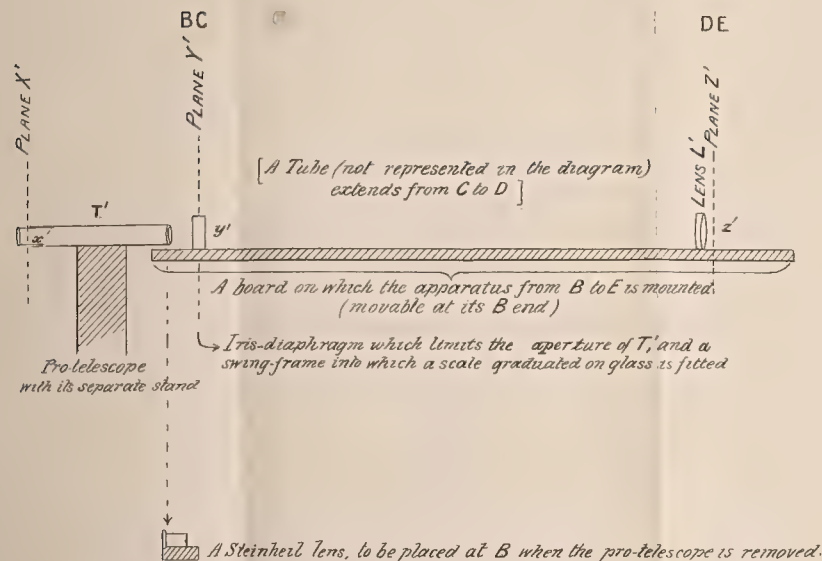 BC
DE
PLANE X'
PLANE Y'
LENS L'
PLANE Z'
[A Tube (not represented in the diagram)
extends from C to D]
T'
x'
y'
z'
A board on which the apparatus from B to E is mounted
(movable at its B end)
Iris-diaphragm which limits the aperture of T', and a
swing-frame into which a scale graduated on glass is fitted
Pro-telescope
with its separate stand
A Steinheil lens, to be placed at B when the pro-telescope is removed.